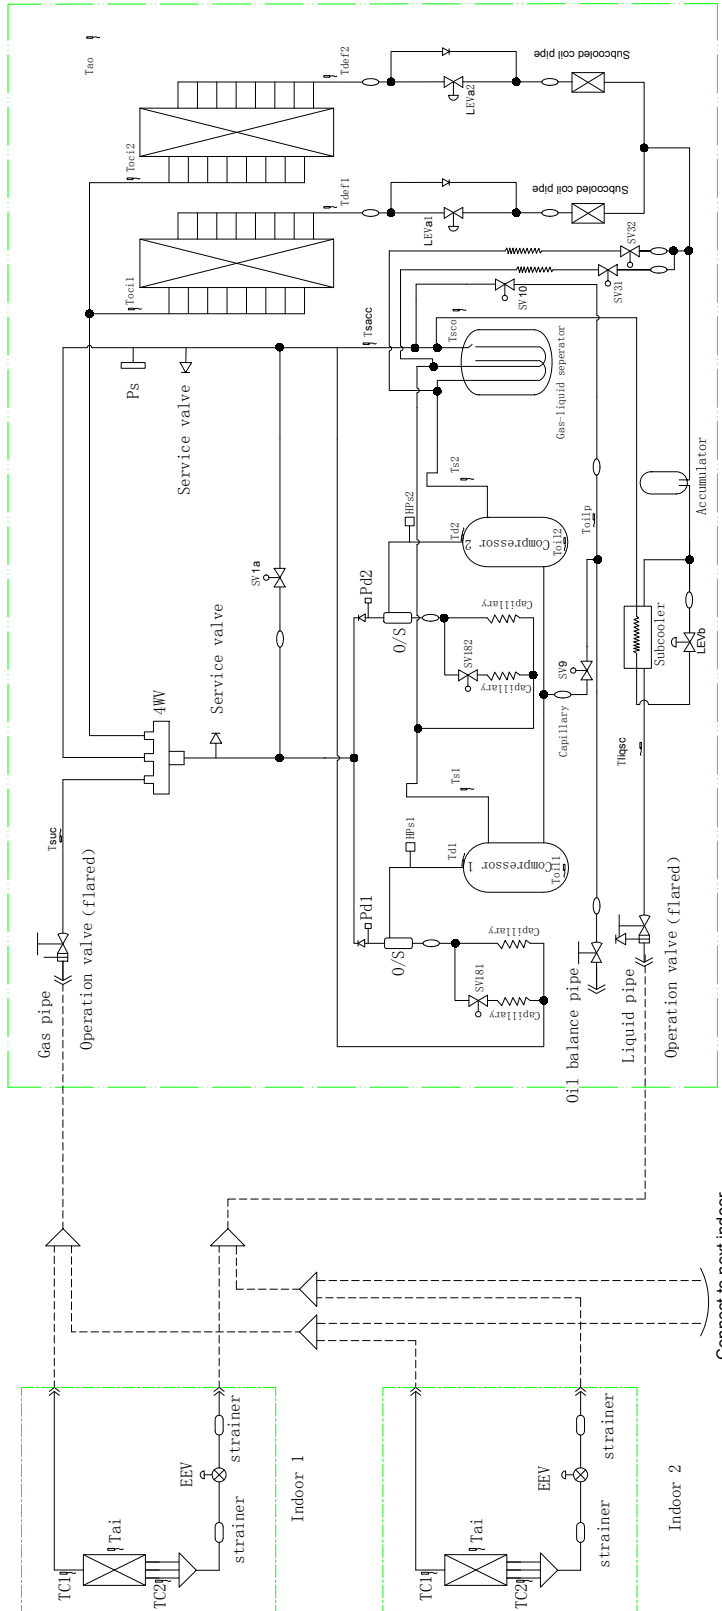 Tao
Tdef2
LEVa2
Subcooled coil pipe
Toci2
Tdef1
LEVa1
Subcooled coil pipe
Toci1
SV32
SV31
SV10
Tsacc
Tsco
Ps
Service valve
Gas-liquid seperator
Ts2
HPs2
Toilp
Accumulator
Td2
Compressor 2
Toil2
SV1a
Pd2
O/S
Capillary
SV182
Capillary
SV9
Subcooler
LEVb
Service valve
4WV
Capillary
Tliqsc
Ts1
HPs1
Tsuc
Td1
Compressor 1
Toil1
Pd1
O/S
Capillary
SV181
Capillary
Gas pipe
Operation valve (flared)
Oil balance pipe
Liquid pipe
Operation valve (flared)
Connect to next indoor
strainer
EEV
strainer
Indoor 1
Tai
TC1
TC2
strainer
EEV
strainer
Indoor 2
Tai
TC1
TC2